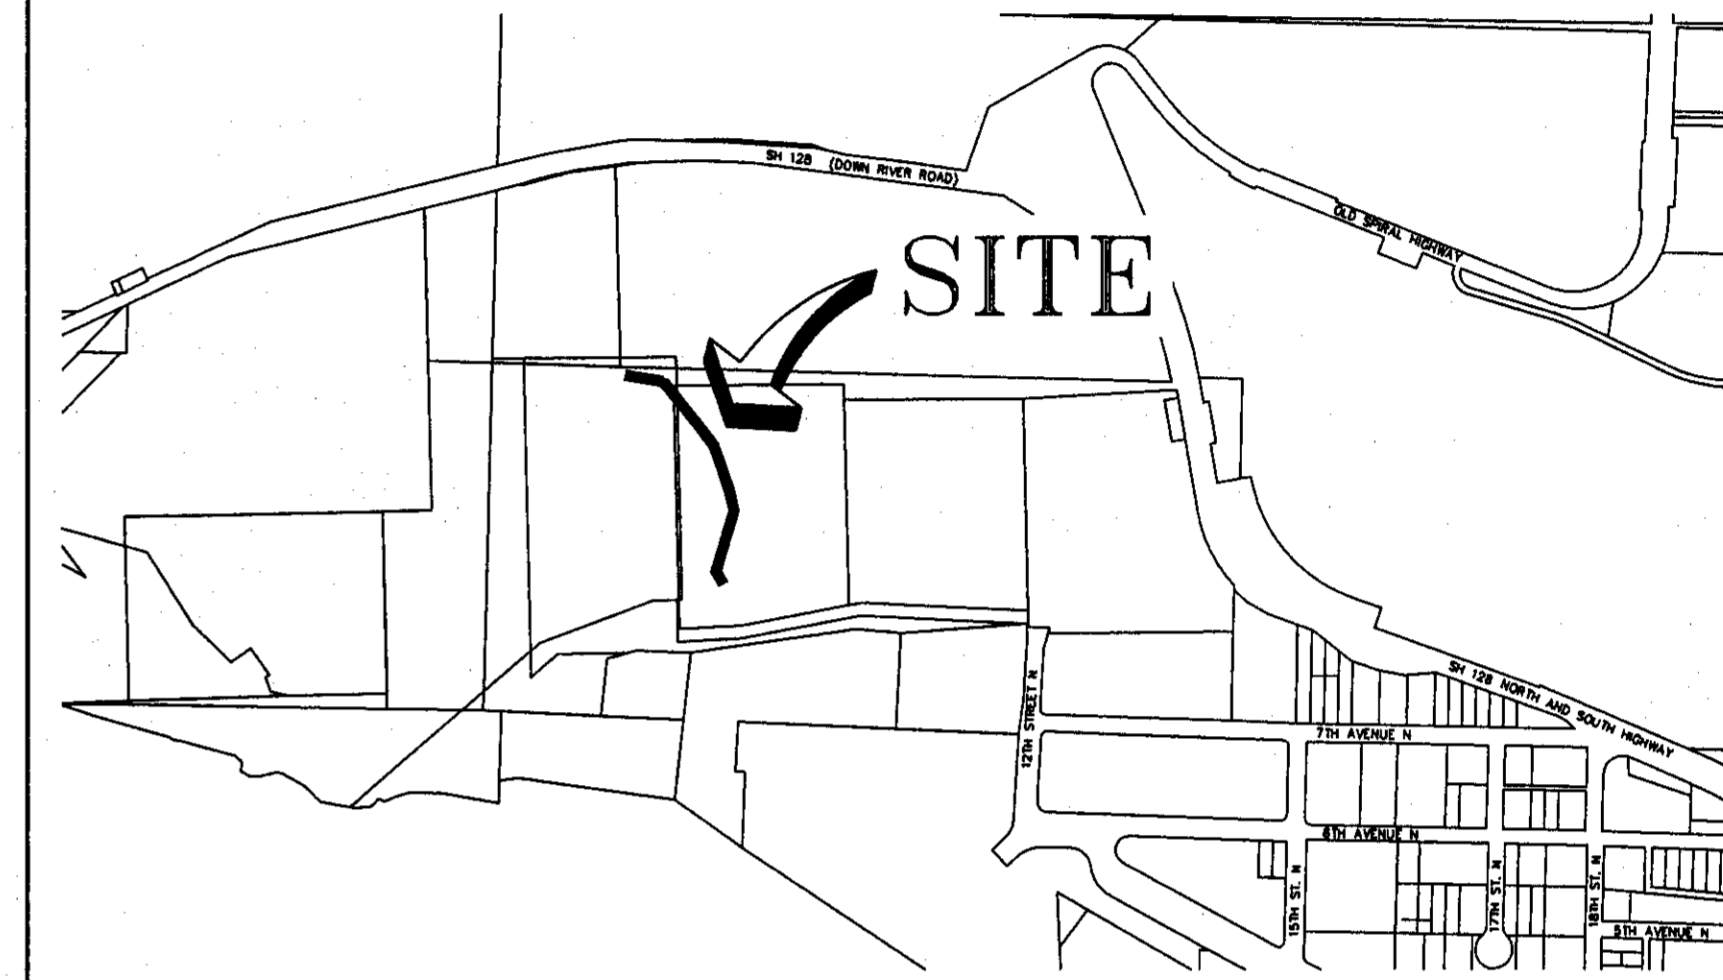 SH 128 (DOWN RIVER ROAD)
OLD SPIRAL HIGHWAY
SITE
SH 128 NORTH AND SOUTH HIGHWAY
12TH STREET N
7TH AVENUE N
6TH AVENUE N
15TH ST. N
17TH ST. N
18TH ST. N
5TH AVENUE N